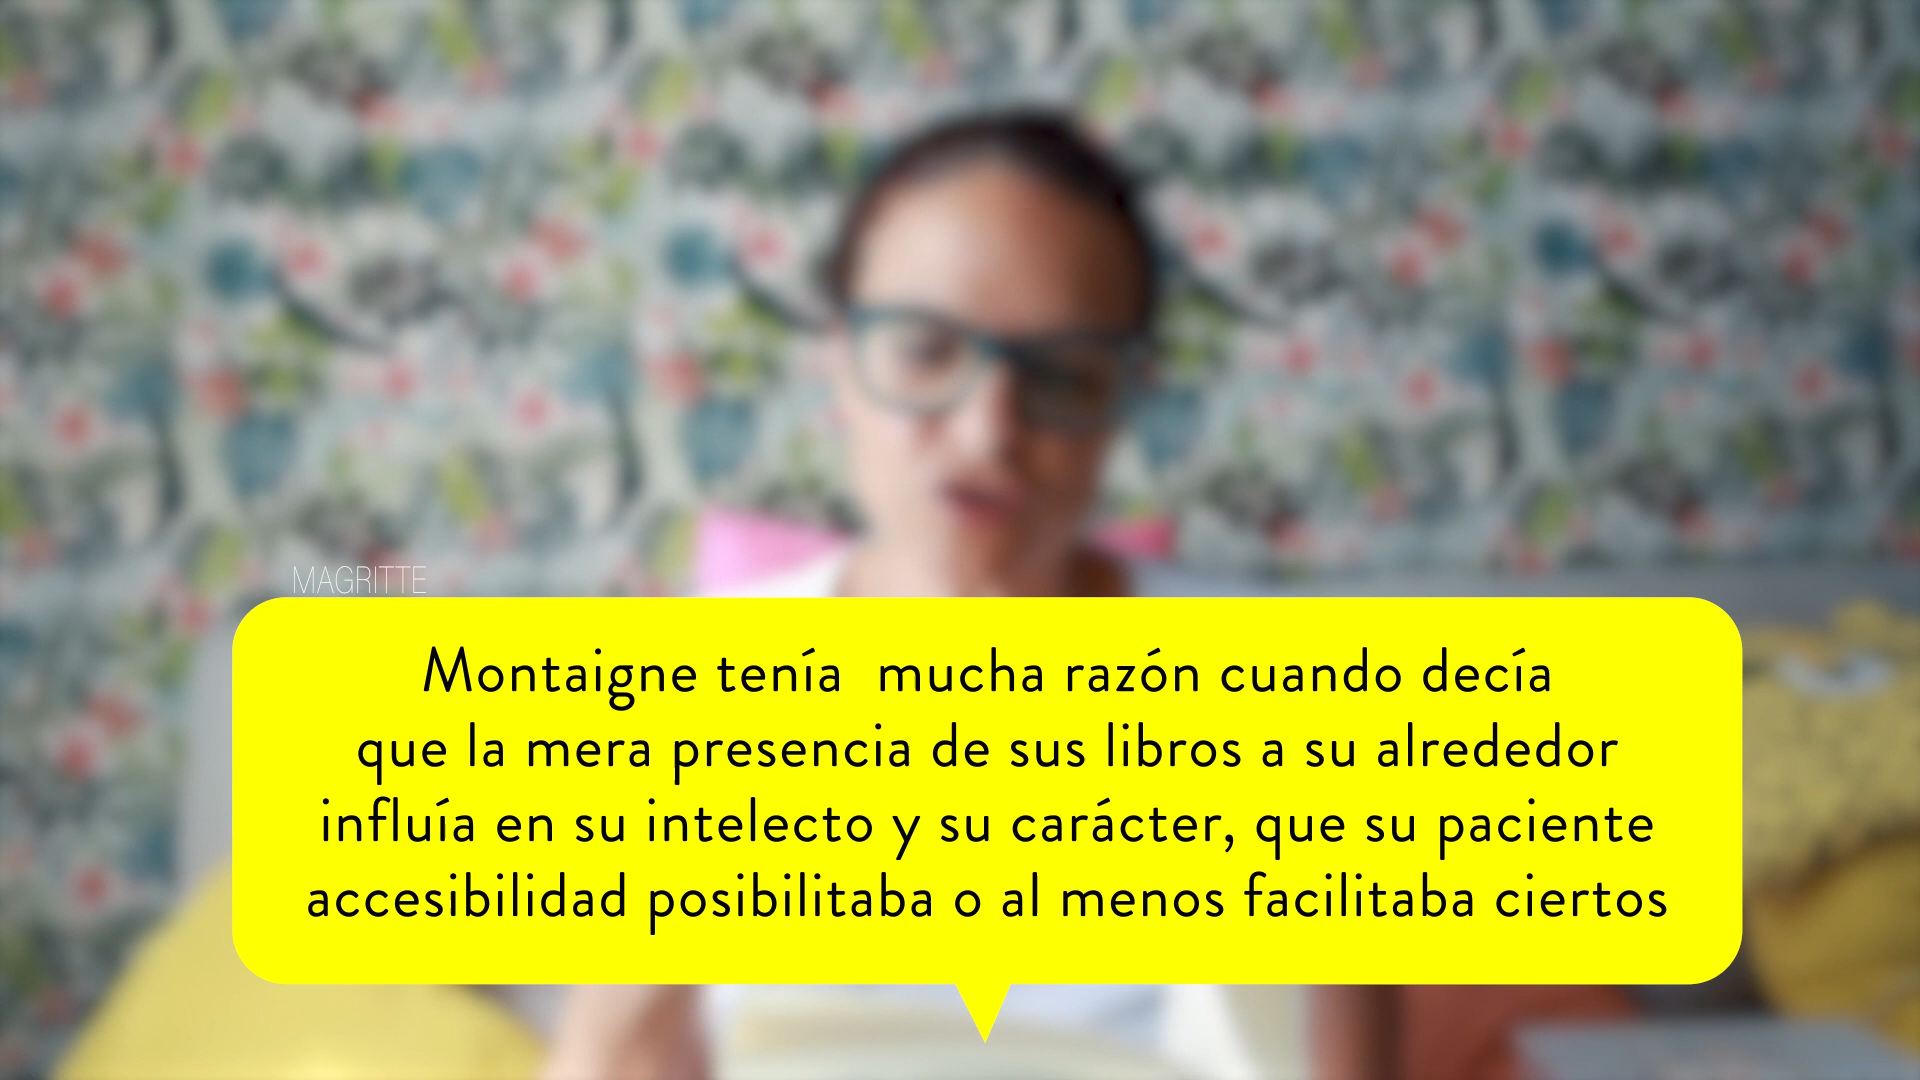 MAGRITTE
Montaigne tenía  mucha razón cuando decía
que la mera presencia de sus libros a su alrededor
influía en su intelecto y su carácter, que su paciente
accesibilidad posibilitaba o al menos facilitaba ciertos